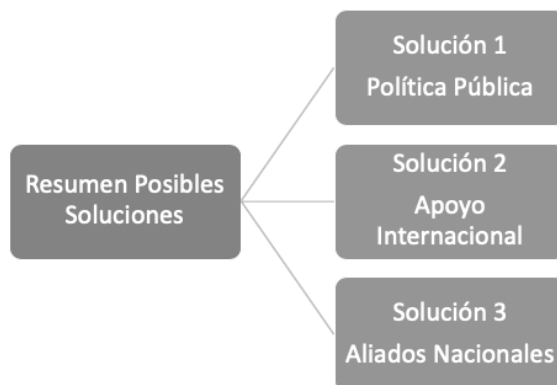 Resumen Posibles
Soluciones
Solución 1
Política Pública
Solución 2
Apoyo
Internacional
Solución 3
Aliados Nacionales